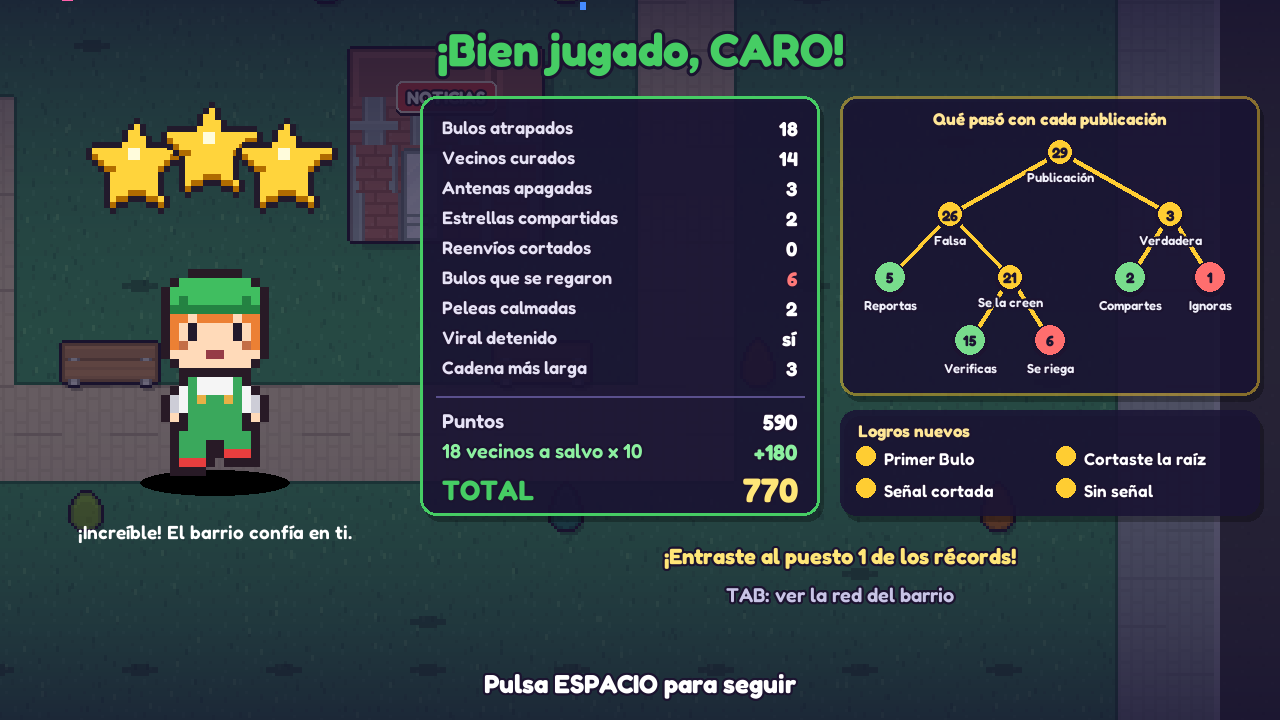 ¡Bien jugado, CARO!
NOTICIAS
Bulos atrapados 18
Vecinos curados 14
Antenas apagadas 3
Estrellas compartidas 2
Reenvíos cortados 0
Bulos que se regaron 6
Peleas calmadas 2
Viral detenido sí
Cadena más larga 3
Puntos 590
18 vecinos a salvo x 10 +180
TOTAL 770
Qué pasó con cada publicación
29
Publicación
26 3
Falsa Verdadera
5 21 2 1
Reportas Se la creen Compartes Ignoras
15 6
Verificas Se riega
Logros nuevos
Primer Bulo Cortaste la raíz
Señal cortada Sin señal
¡Increíble! El barrio confía en ti.
¡Entraste al puesto 1 de los récords!
TAB: ver la red del barrio
Pulsa ESPACIO para seguir